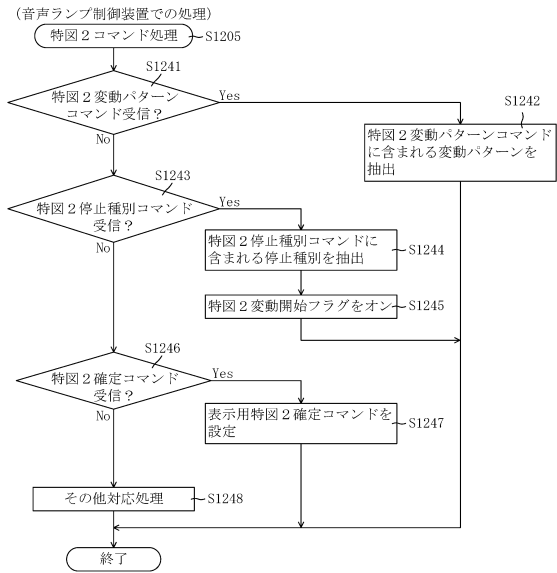 (音声ランプ制御装置での処理)
特図２コマンド処理
S1205
S1241
特図２変動パターン
コマンド受信？
Yes
No
S1242
特図２変動パターンコマンド
に含まれる変動パターンを
抽出
S1243
特図２停止種別コマンド
受信？
Yes
No
特図２停止種別コマンドに
含まれる停止種別を抽出
S1244
特図２変動開始フラグをオン
S1245
S1246
特図２確定コマンド
受信？
Yes
No
表示用特図２確定コマンドを
設定
S1247
その他対応処理
S1248
終了